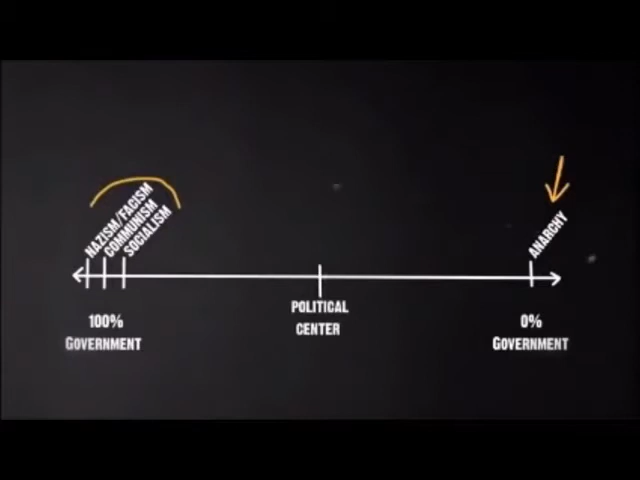 NAZISM/FACISM
COMMUNISM
SOCIALISM
ANARCHY
POLITICAL
CENTER
100%
GOVERNMENT
0%
GOVERNMENT